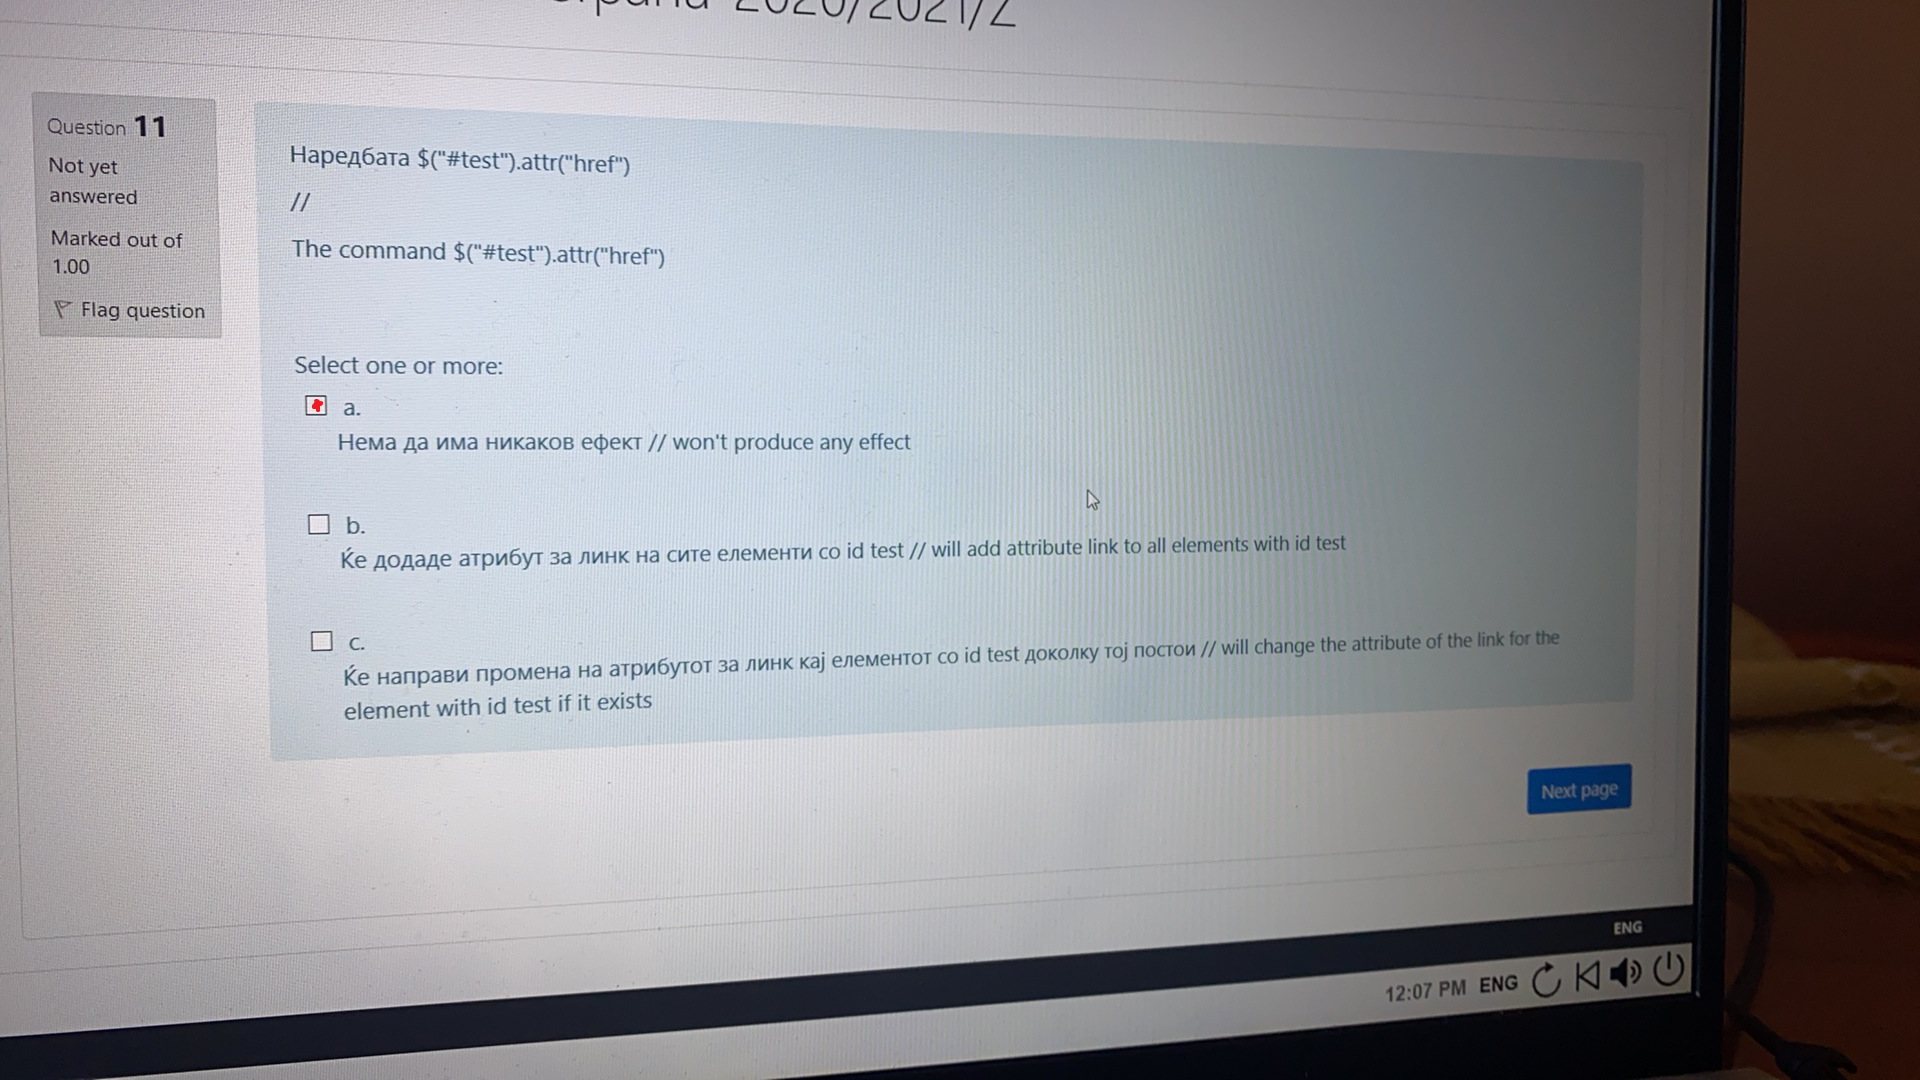 2020/2021/Z
Question 11
Not yet
answered
Marked out of
1.00
Flag question
Наредбата $("#test").attr("href")
//
The command $("#test").attr("href")
Select one or more:
a.
Нема да има никаков ефект // won't produce any effect
b.
Ќе додаде атрибут за линк на сите елементи со id test // will add attribute link to all elements with id test
c.
Ќе направи промена на атрибутот за линк кај елементот со id test доколку тој постои // will change the attribute of the link for the
element with id test if it exists
Next page
ENG
12:07 PM ENG